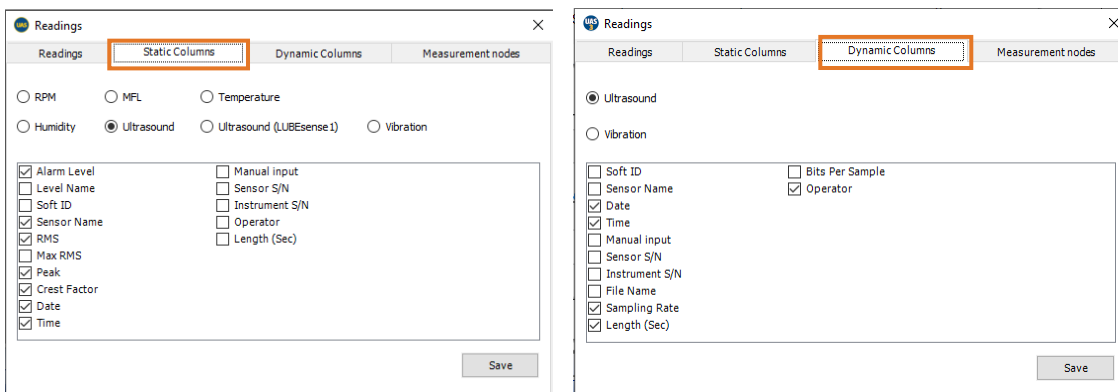 UAS Readings
Readings Static Columns Dynamic Columns Measurement nodes
RPM MFL Temperature
Humidity Ultrasound Ultrasound (LUBEsense1) Vibration
Alarm Level Manual input
Level Name Sensor S/N
Soft ID Instrument S/N
Sensor Name Operator
RMS Length (Sec)
Max RMS
Peak
Crest Factor
Date
Time
Save
UAS 3 Readings
Readings Static Columns Dynamic Columns Measurement nodes
Ultrasound
Vibration
Soft ID Bits Per Sample
Sensor Name Operator
Date
Time
Manual input
Sensor S/N
Instrument S/N
File Name
Sampling Rate
Length (Sec)
Save